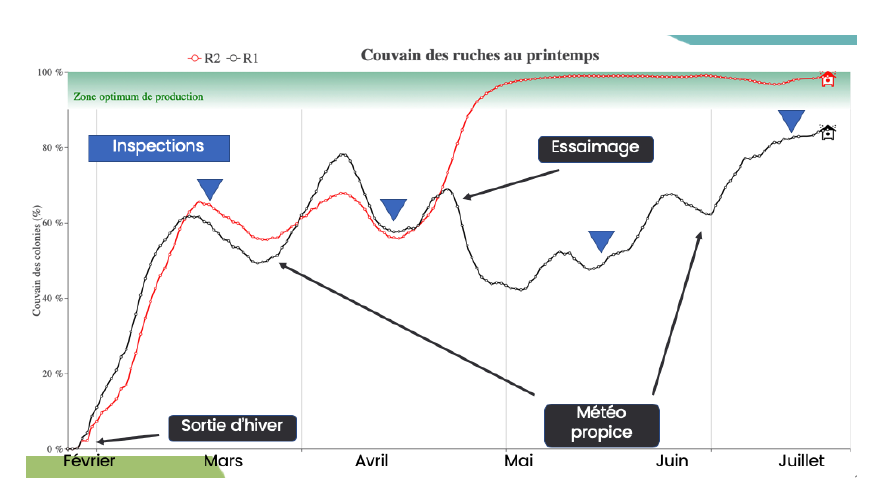 R2 R1 Couvain des ruches au printemps
100 %
Zone optimum de production
Inspections
Essaimage
80 %
60 %
Couvain des colonies (%)
40 %
20 %
Météo
propice
Sortie d'hiver
0 %
Février Mars Avril Mai Juin Juillet